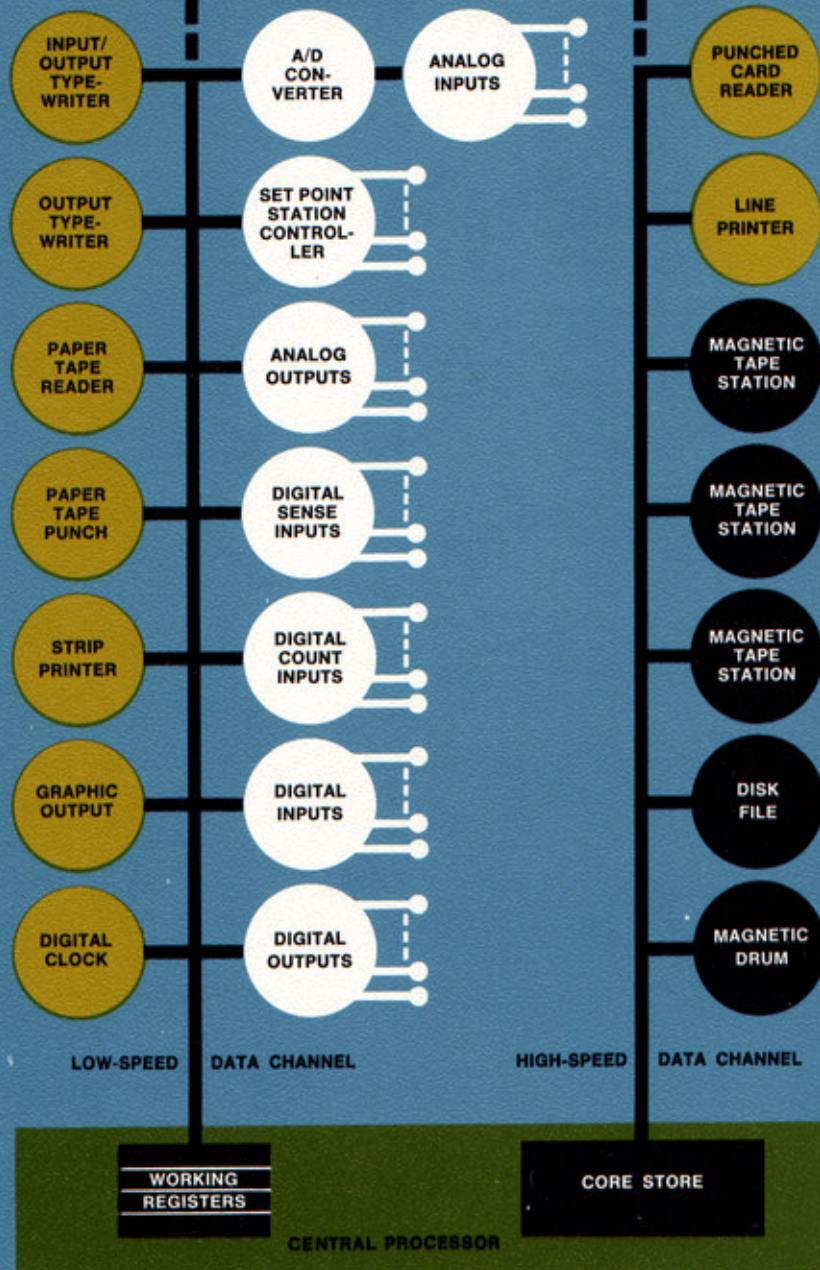 INPUT/
OUTPUT
TYPE-
WRITER
A/D
CON-
VERTER
ANALOG
INPUTS
PUNCHED
CARD
READER
OUTPUT
TYPE-
WRITER
SET POINT
STATION
CONTROL-
LER
LINE
PRINTER
PAPER
TAPE
READER
ANALOG
OUTPUTS
MAGNETIC
TAPE
STATION
PAPER
TAPE
PUNCH
DIGITAL
SENSE
INPUTS
MAGNETIC
TAPE
STATION
STRIP
PRINTER
DIGITAL
COUNT
INPUTS
MAGNETIC
TAPE
STATION
GRAPHIC
OUTPUT
DIGITAL
INPUTS
DISK
FILE
DIGITAL
CLOCK
DIGITAL
OUTPUTS
MAGNETIC
DRUM
LOW-SPEED DATA CHANNEL
HIGH-SPEED DATA CHANNEL
WORKING
REGISTERS
CORE STORE
CENTRAL PROCESSOR